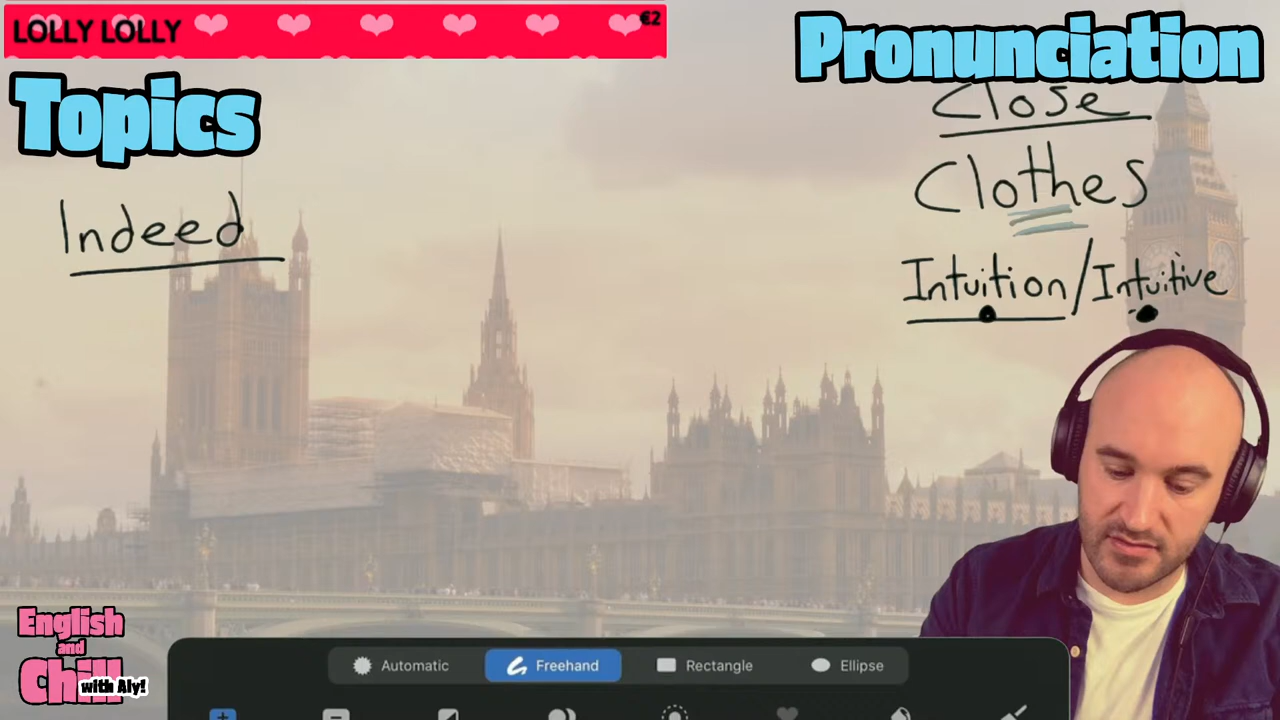 LOLLY LOLLY
€2
Topics
Indeed
Pronunciation
Close
Clothes
Intuition/Intuitive
English
and
Chill
with Aly!
Automatic
Freehand
Rectangle
Ellipse